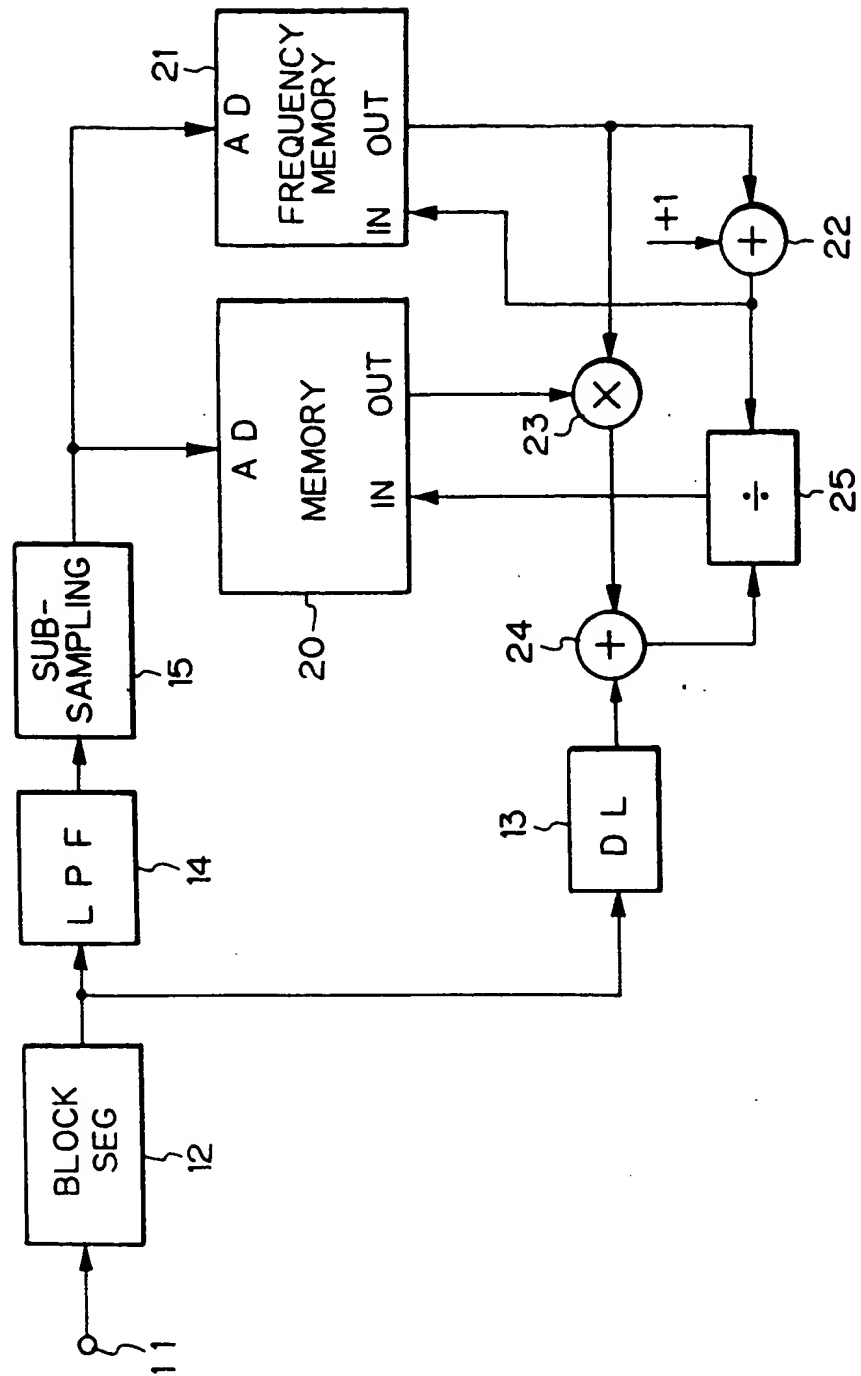 11
BLOCK
SEG
12
L P F
14
SUB-
SAMPLING
15
A D
MEMORY
IN OUT
20
A D
FREQUENCY
MEMORY
IN OUT
21
D L
13
24
+
23
×
+1
+
22
÷
25